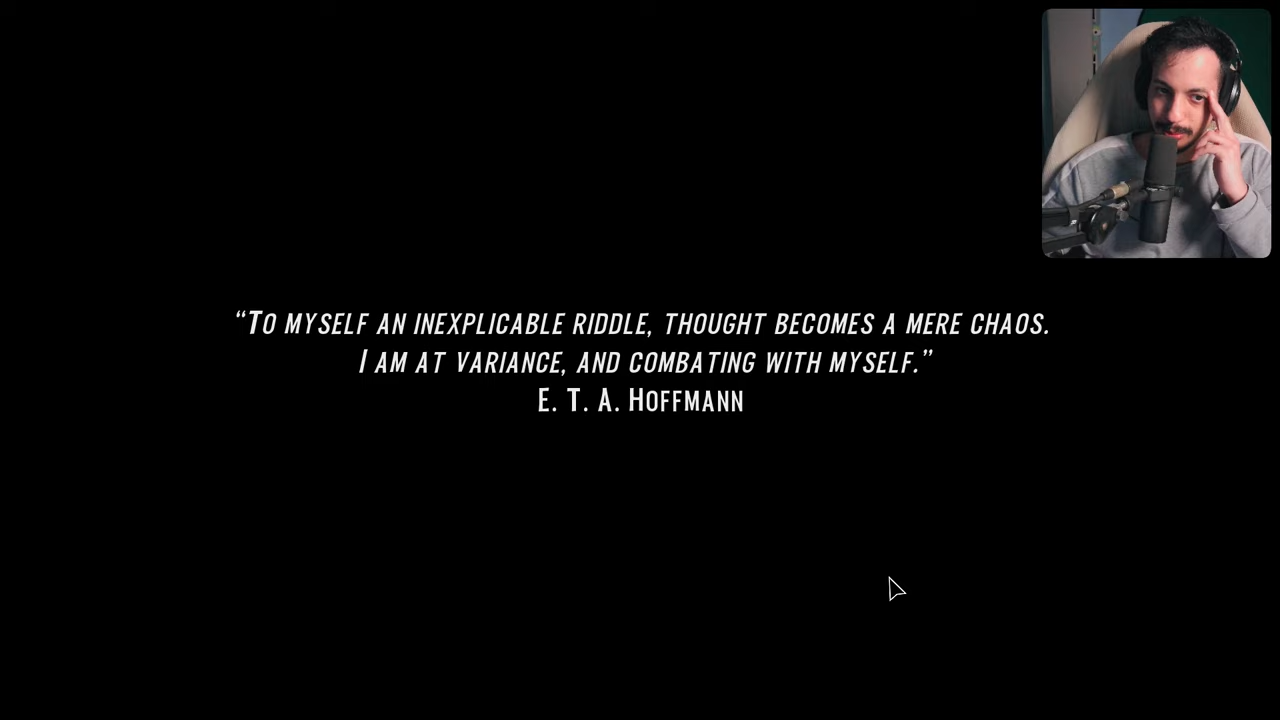 “To myself an inexplicable riddle, thought becomes a mere chaos.
I am at variance, and combating with myself.”
E. T. A. Hoffmann